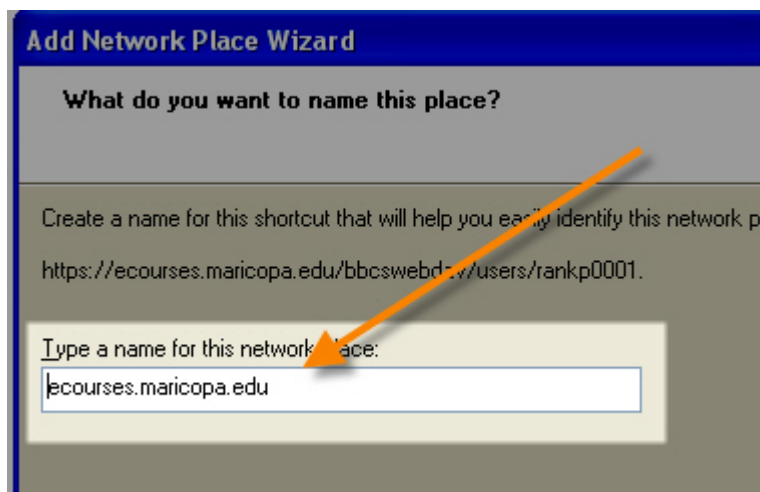 Add Network Place Wizard
What do you want to name this place?
Create a name for this shortcut that will help you easily identify this network p
https://ecourses.maricopa.edu/bbcswebdav/users/rankp0001.
Type a name for this network place:
ecourses.maricopa.edu